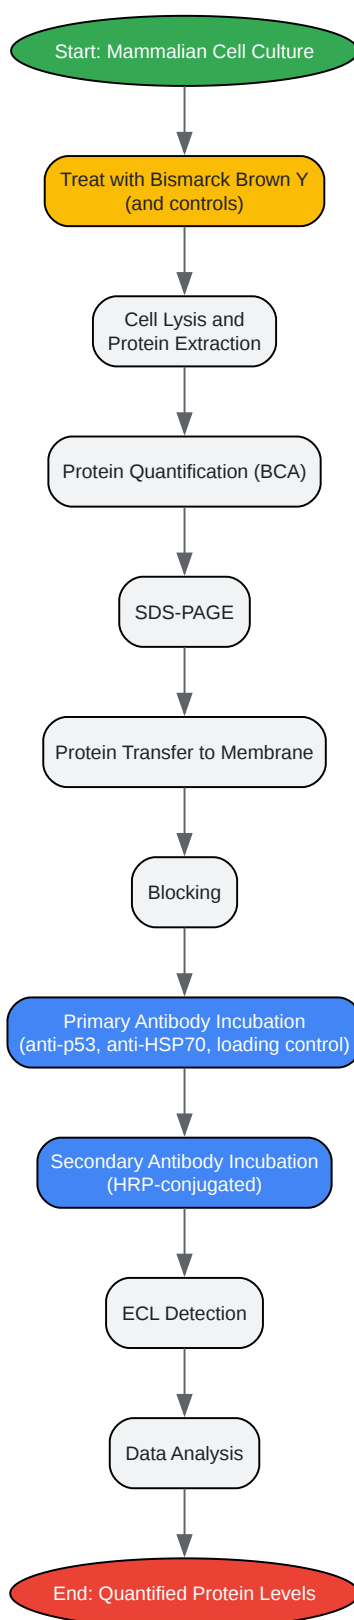 Start: Mammalian Cell Culture
Treat with Bismarck Brown Y
(and controls)
Cell Lysis and
Protein Extraction
Protein Quantification (BCA)
SDS-PAGE
Protein Transfer to Membrane
Blocking
Primary Antibody Incubation
(anti-p53, anti-HSP70, loading control)
Secondary Antibody Incubation
(HRP-conjugated)
ECL Detection
Data Analysis
End: Quantified Protein Levels